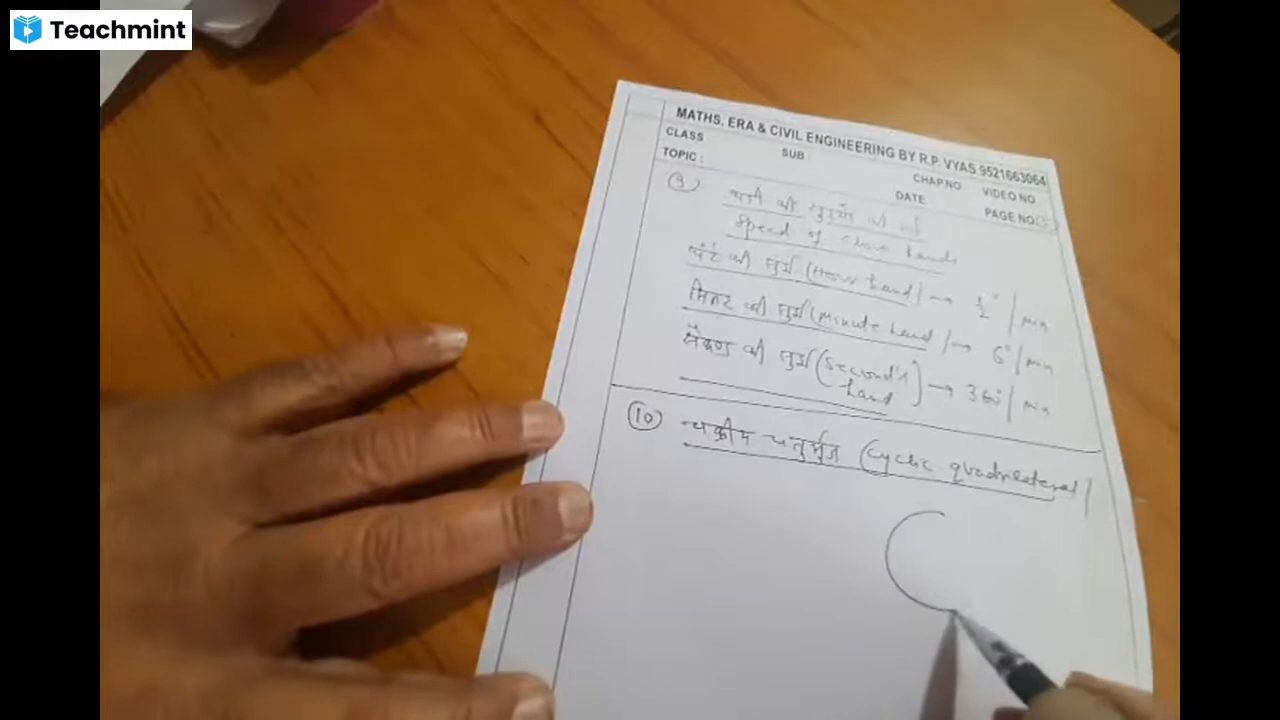 Teachmint
MATHS, ERA & CIVIL ENGINEERING BY R.P. VYAS 9521663064
CLASS SUB CHAP.NO VIDEO NO
TOPIC : DATE PAGE NO.
9 घडी की सुइयों की
Speed of clock hands
घंटे की सुई (Hour hand) → 1/2° / min
मिनट की सुई (minute hand) → 6° / min
सैकण्ड की सुई (Second's hand) → 360° / min
10 चक्रीय चतुर्भुज (cyclic quadrilateral)